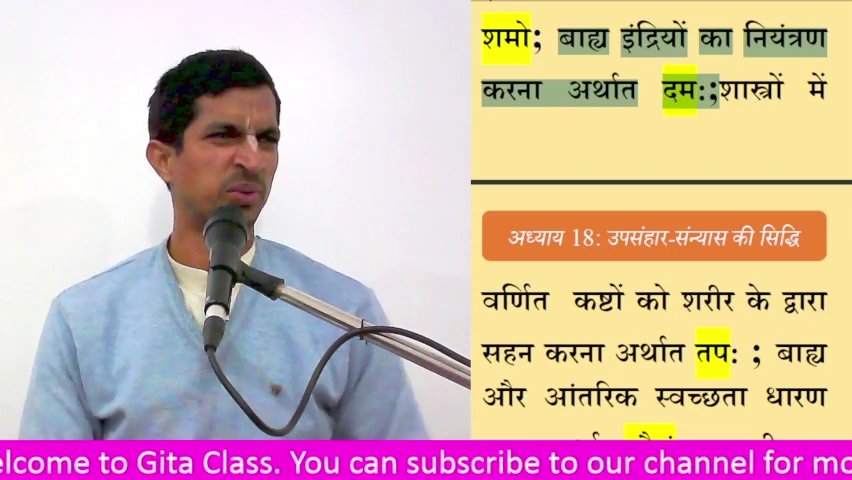 शमो; बाह्य इंद्रियों का नियंत्रण
करना अर्थात दम:;शास्त्रों में
अध्याय 18: उपसंहार-संन्यास की सिद्धि
वर्णित कष्टों को शरीर के द्वारा
सहन करना अर्थात तप: ; बाह्य
और आंतरिक स्वच्छता धारण
elcome to Gita Class. You can subscribe to our channel for mo